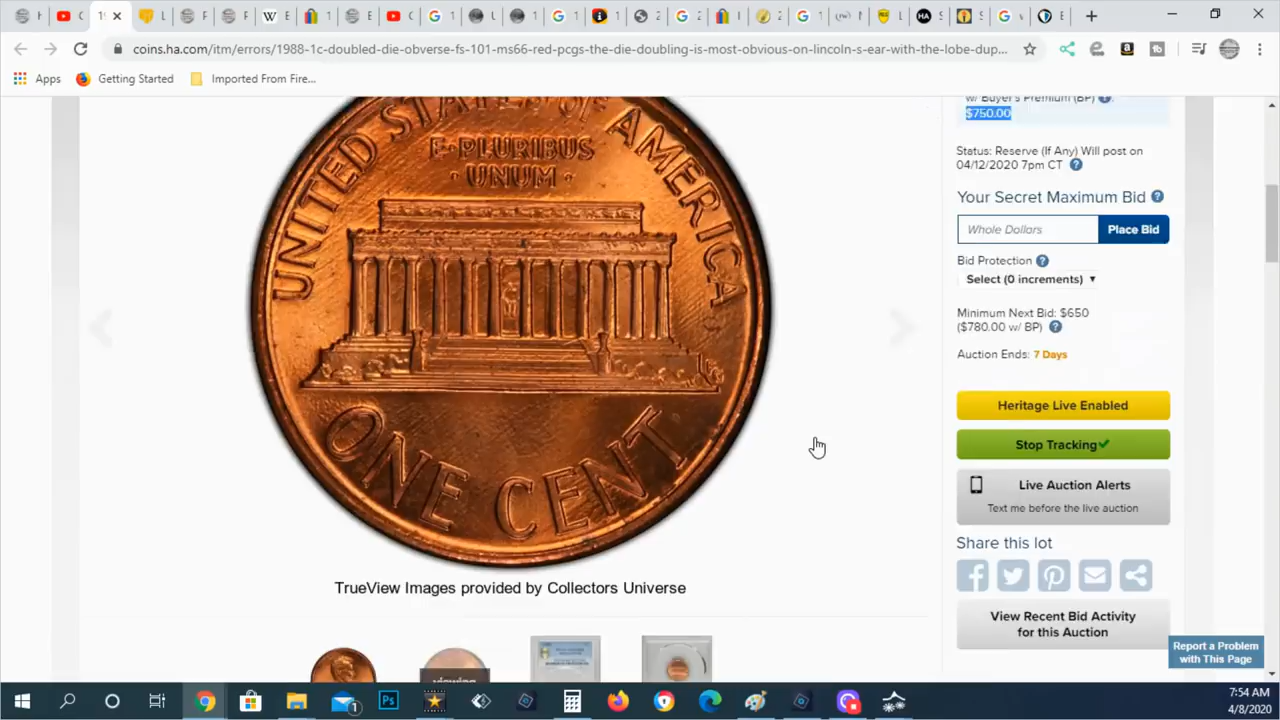 coins.ha.com/itm/errors/1988-1c-doubled-die-obverse-fs-101-ms66-red-pcgs-the-die-doubling-is-most-obvious-on-lincoln-s-ear-with-the-lobe-dup...
Apps
Getting Started
Imported From Fire...
UNITED STATES OF AMERICA
E·PLURIBUS
·UNUM·
ONE CENT
TrueView Images provided by Collectors Universe
viewing
w/ Buyer's Premium (BP)
$750.00
Status: Reserve (If Any) Will post on
04/12/2020 7pm CT
Your Secret Maximum Bid
Whole Dollars
Place Bid
Bid Protection
Select (0 increments)
Minimum Next Bid: $650
($780.00 w/ BP)
Auction Ends: 7 Days
Heritage Live Enabled
Stop Tracking
Live Auction Alerts
Text me before the live auction
Share this lot
View Recent Bid Activity
for this Auction
Report a Problem
with This Page
7:54 AM
4/8/2020